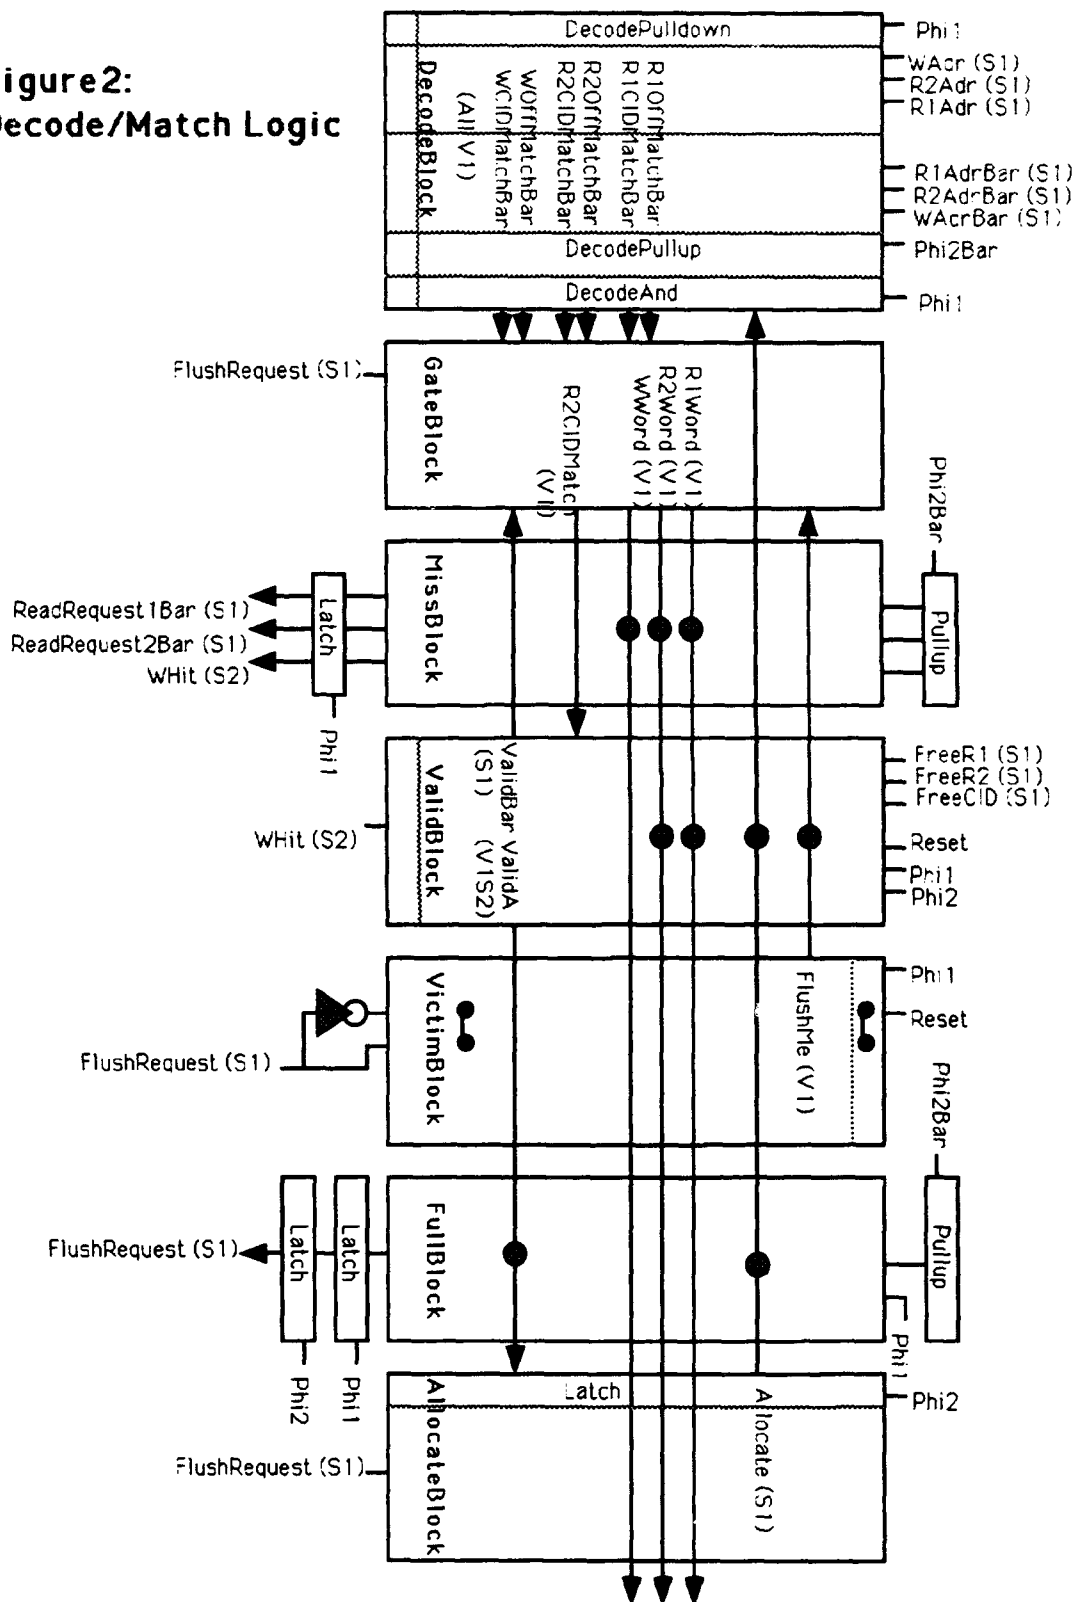 igure2:
Decode/Match Logic
DecodePulldown
Phi1
DecodeBlock
(All V1)
WCIDMatchBar
WOffMatchBar
R2CIDMatchBar
R2OffMatchBar
R1CIDMatchBar
R1OffMatchBar
WAdr (S1)
R2Adr (S1)
R1Adr (S1)
R1AdrBar (S1)
R2AdrBar (S1)
WAdrBar (S1)
DecodePullup
Phi2Bar
DecodeAnd
Phi1
FlushRequest (S1)
GateBlock
R2CIDMatch
(V1)
WWord (V1)
R2Word (V1)
R1Word (V1)
Phi2Bar
ReadRequest1Bar (S1)
ReadRequest2Bar (S1)
WHit (S2)
Latch
Phi1
MissBlock
Pullup
WHit (S2)
ValidBlock
ValidBar ValidA
(S1) (V1S2)
FreeR1 (S1)
FreeR2 (S1)
FreeCID (S1)
Reset
Phi1
Phi2
FlushRequest (S1)
VictimBlock
FlushMe (V1)
Phi1
Reset
Phi2Bar
FlushRequest (S1)
Latch
Latch
Phi2
Phi1
FullBlock
Pullup
Phi1
Latch
Phi2
FlushRequest (S1)
AllocateBlock
Allocate (S1)